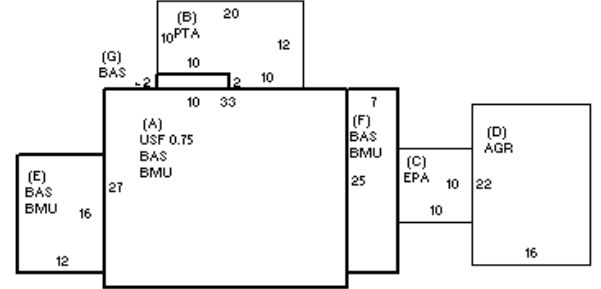 (B)
PTA
20
10
12
(G)
BAS
2
10
2
10
10
33
7
(A)
USF 0.75
BAS
BMU
(F)
BAS
BMU
(D)
AGR
(E)
BAS
BMU
(C)
EPA
27
25
10
22
16
10
12
16